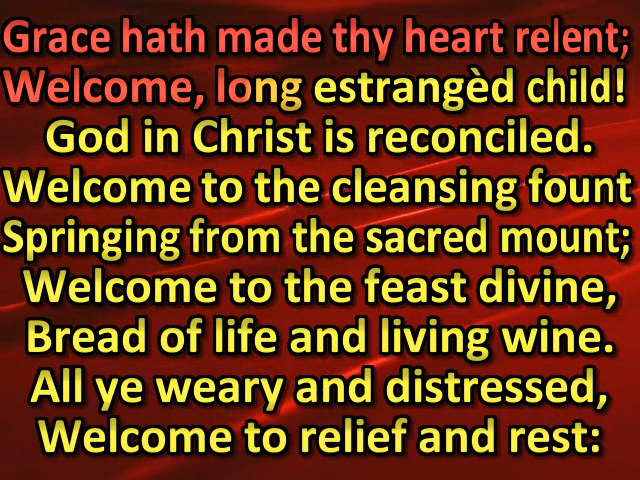 Grace hath made thy heart relent;
Welcome, long estrangèd child!
God in Christ is reconciled.
Welcome to the cleansing fount
Springing from the sacred mount;
Welcome to the feast divine,
Bread of life and living wine.
All ye weary and distressed,
Welcome to relief and rest: